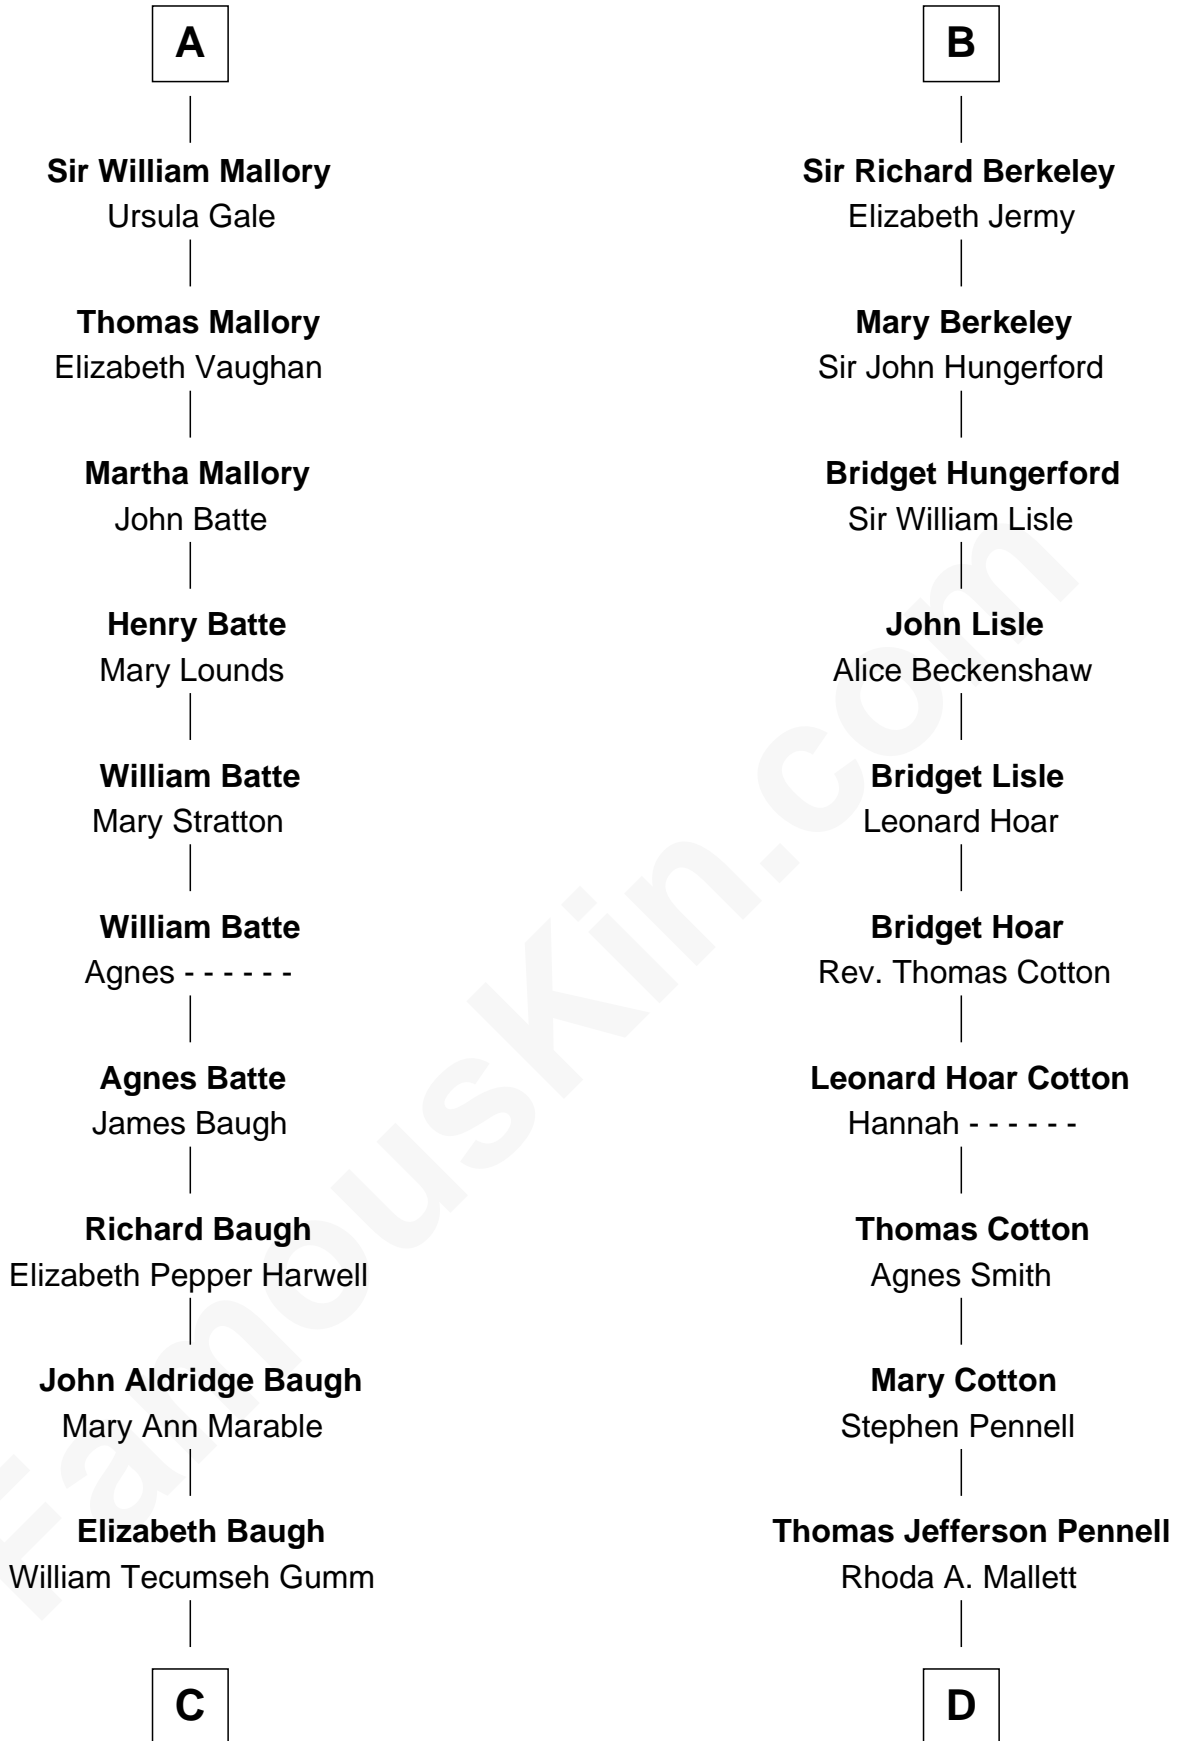 A
Sir William Mallory
Ursula Gale
Thomas Mallory
Elizabeth Vaughan
Martha Mallory
John Batte
Henry Batte
Mary Lounds
William Batte
Mary Stratton
William Batte
Agnes - - - - - -
Agnes Batte
James Baugh
Richard Baugh
Elizabeth Pepper Harwell
John Aldridge Baugh
Mary Ann Marable
Elizabeth Baugh
William Tecumseh Gumm
C
B
Sir Richard Berkeley
Elizabeth Jermy
Mary Berkeley
Sir John Hungerford
Bridget Hungerford
Sir William Lisle
John Lisle
Alice Beckenshaw
Bridget Lisle
Leonard Hoar
Bridget Hoar
Rev. Thomas Cotton
Leonard Hoar Cotton
Hannah - - - - - -
Thomas Cotton
Agnes Smith
Mary Cotton
Stephen Pennell
Thomas Jefferson Pennell
Rhoda A. Mallett
D
FamousKin.com